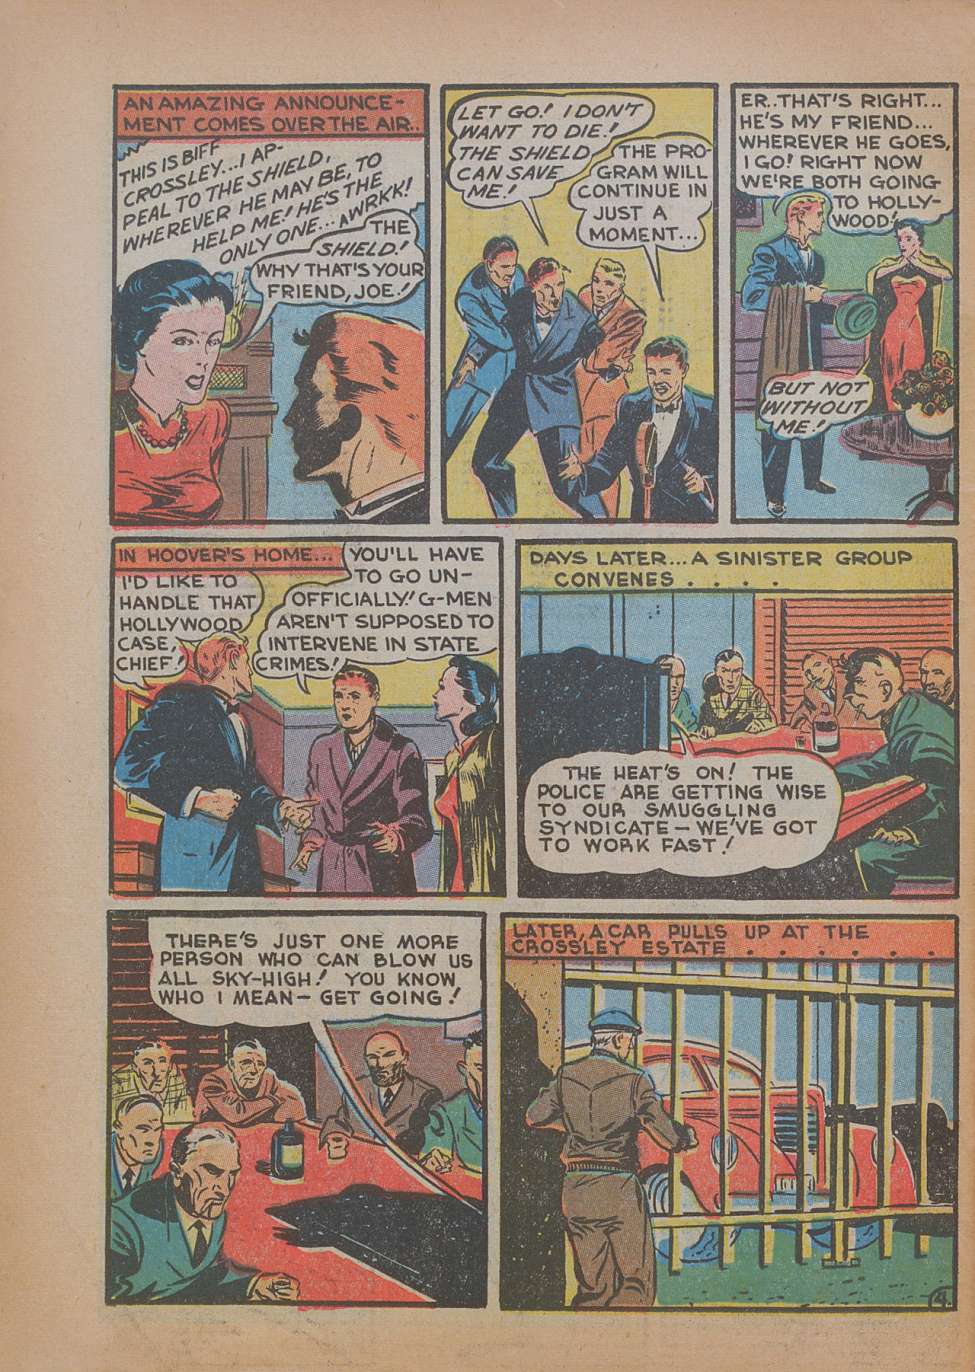 AN AMAZING ANNOUNCE-
MENT COMES OVER THE AIR..
THIS IS BIFF
CROSSLEY...I AP-
PEAL TO THE SHIELD,
WHEREVER HE MAY BE, TO
HELP ME! HE'S THE
ONLY ONE... AWRKK!
THE
SHIELD!
WHY THAT'S YOUR
FRIEND, JOE!
LET GO! I DON'T
WANT TO DIE!
THE SHIELD
CAN SAVE
ME!
THE PRO-
GRAM WILL
CONTINUE IN
JUST A
MOMENT...
ER..THAT'S RIGHT...
HE'S MY FRIEND...
WHEREVER HE GOES,
I GO! RIGHT NOW
WE'RE BOTH GOING
TO HOLLY-
WOOD!
BUT NOT
WITHOUT
ME!
IN HOOVER'S HOME...
I'D LIKE TO
HANDLE THAT
HOLLYWOOD
CASE,
CHIEF!
YOU'LL HAVE
TO GO UN-
OFFICIALLY! G-MEN
AREN'T SUPPOSED TO
INTERVENE IN STATE
CRIMES!
DAYS LATER...A SINISTER GROUP
CONVENES . . . .
THE HEAT'S ON! THE
POLICE ARE GETTING WISE
TO OUR SMUGGLING
SYNDICATE — WE'VE GOT
TO WORK FAST!
THERE'S JUST ONE MORE
PERSON WHO CAN BLOW US
ALL SKY-HIGH! YOU KNOW
WHO I MEAN — GET GOING!
LATER, A CAR PULLS UP AT THE
CROSSLEY ESTATE . . . . . .
4.